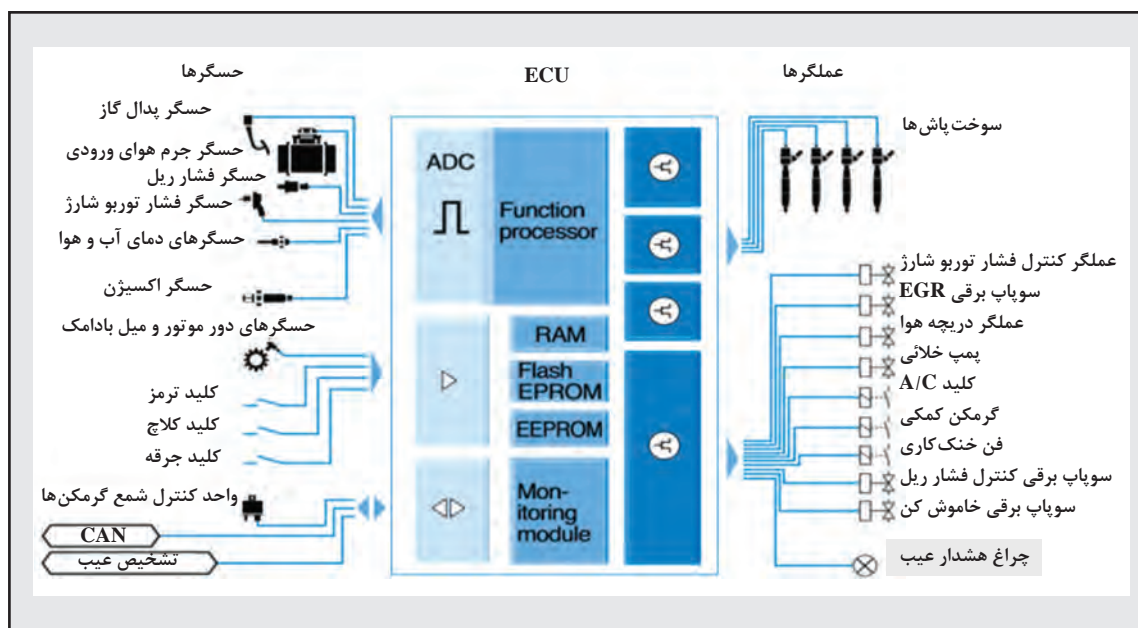 حسگرها
ECU
عملگرها
حسگر پدال گاز
حسگر جرم هوای ورودی
حسگر فشار ریل
حسگر فشار توربو شارژ
حسگرهای دمای آب و هوا
حسگر اکسیژن
حسگرهای دور موتور و میل بادامک
کلید ترمز
کلید کلاچ
کلید جرقه
واحد کنترل شمع گرمکن‌ها
CAN
تشخیص عیب
ADC
Function
processor
RAM
Flash
EPROM
EEPROM
Mon-
itoring
module
سوخت‌پاش‌ها
عملگر کنترل فشار توربو شارژ
سوپاپ برقی EGR
عملگر دریچه هوا
پمپ خلائی
کلید A/C
گرمکن کمکی
فن خنک‌کاری
سوپاپ برقی کنترل فشار ریل
سوپاپ برقی خاموش کن
چراغ هشدار عیب